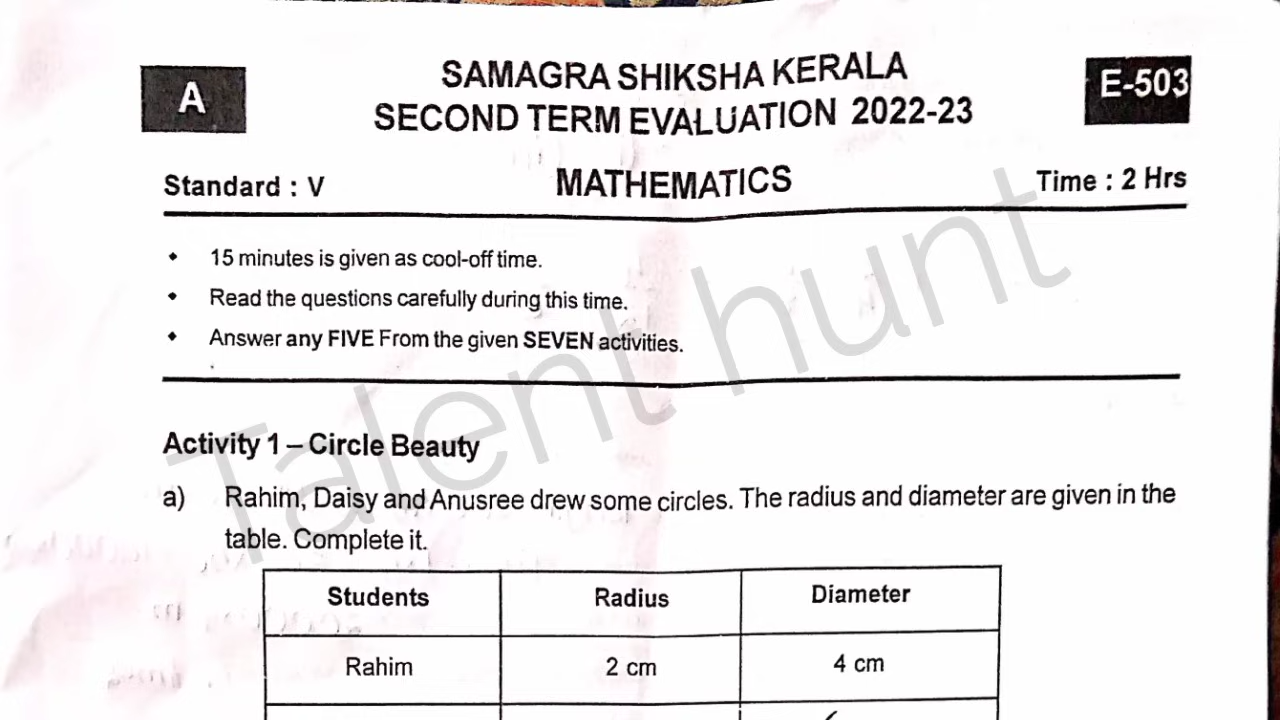 A
SAMAGRA SHIKSHA KERALA
E-503
SECOND TERM EVALUATION 2022-23
Standard : V
MATHEMATICS
Time : 2 Hrs
• 15 minutes is given as cool-off time.
• Read the questions carefully during this time.
• Answer any FIVE From the given SEVEN activities.
Talent hunt
Activity 1 – Circle Beauty
a) Rahim, Daisy and Anusree drew some circles. The radius and diameter are given in the
table. Complete it.
Students Radius Diameter
Rahim 2 cm 4 cm